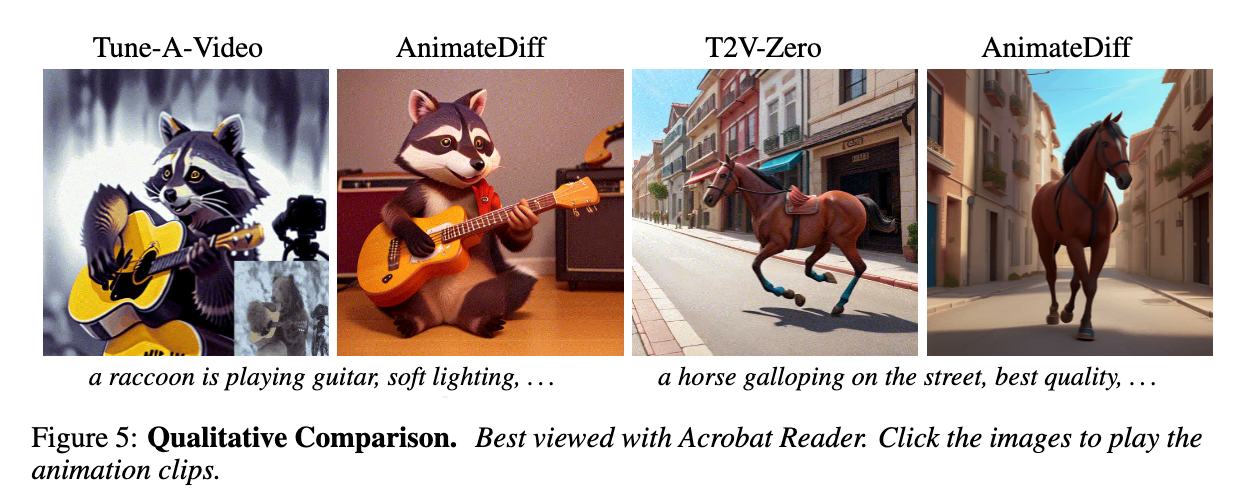 Tune-A-Video AnimateDiff T2V-Zero AnimateDiff
a raccoon is playing guitar, soft lighting, . . . a horse galloping on the street, best quality, . . .
Figure 5: Qualitative Comparison. Best viewed with Acrobat Reader. Click the images to play the
animation clips.